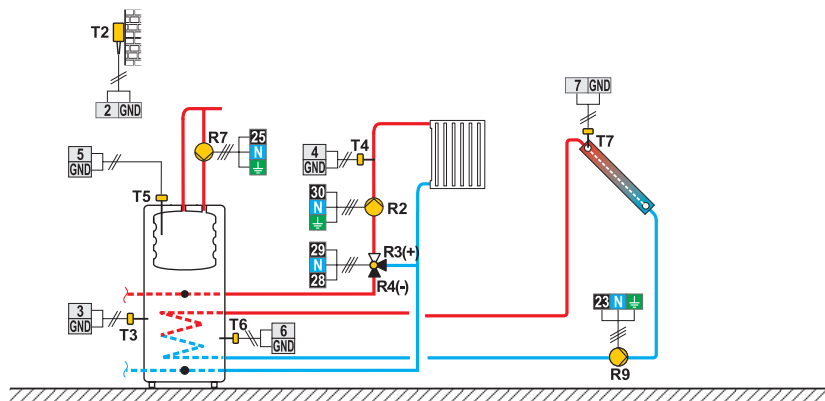 T2
2 GND
5
GND
T5
R7
25
N
4
GND
T4
30
N
R2
29
N
28
R3(+)
R4(-)
7 GND
T7
3
GND
T3
T6
6
GND
23 N
R9